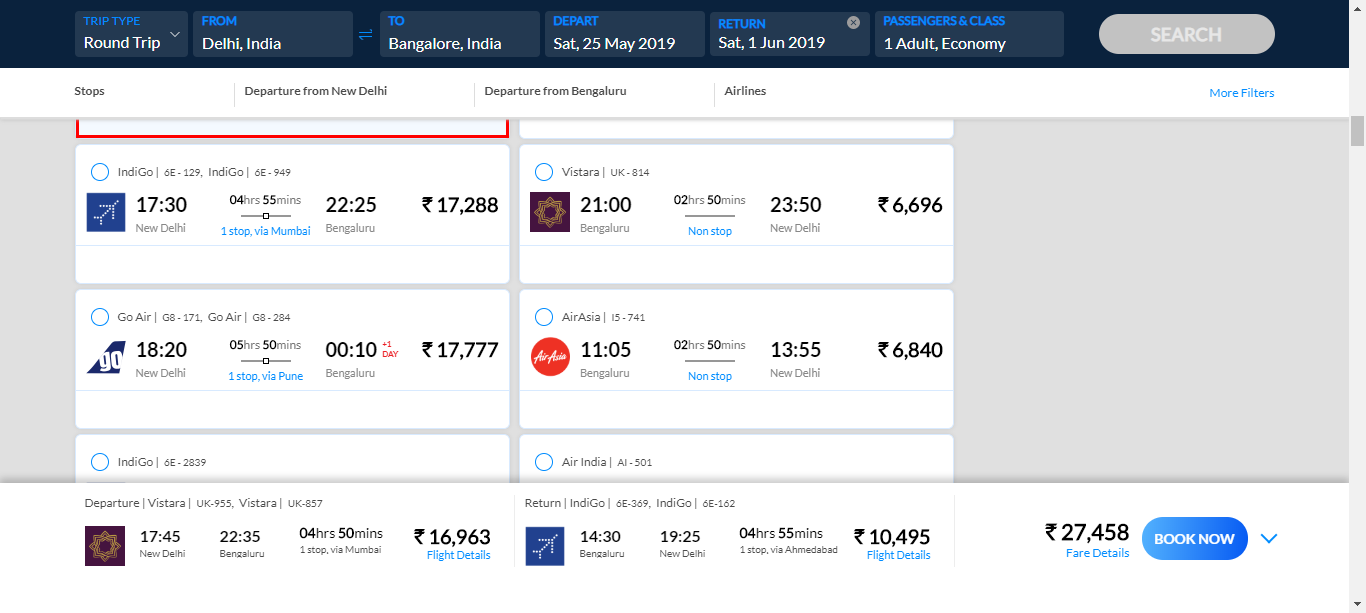 TRIP TYPE
Round Trip
FROM
Delhi, India
TO
Bangalore, India
DEPART
Sat, 25 May 2019
RETURN
Sat, 1 Jun 2019
PASSENGERS & CLASS
1 Adult, Economy
SEARCH
Stops
Departure from New Delhi
Departure from Bengaluru
Airlines
More Filters
IndiGo | 6E - 129, IndiGo | 6E - 949
17:30 04hrs 55mins 22:25 ₹ 17,288
New Delhi 1 stop, via Mumbai Bengaluru
Vistara | UK - 814
21:00 02hrs 50mins 23:50 ₹ 6,696
Bengaluru Non stop New Delhi
Go Air | G8 - 171, Go Air | G8 - 284
18:20 05hrs 50mins 00:10 +1 DAY ₹ 17,777
New Delhi 1 stop, via Pune Bengaluru
AirAsia | I5 - 741
11:05 02hrs 50mins 13:55 ₹ 6,840
Bengaluru Non stop New Delhi
IndiGo | 6E - 2839
Air India | AI - 501
Departure | Vistara | UK-955, Vistara | UK-857
17:45 22:35 04hrs 50mins ₹ 16,963
New Delhi Bengaluru 1 stop, via Mumbai Flight Details
Return | IndiGo | 6E-369, IndiGo | 6E-162
14:30 19:25 04hrs 55mins ₹ 10,495
Bengaluru New Delhi 1 stop, via Ahmedabad Flight Details
₹ 27,458
Fare Details
BOOK NOW